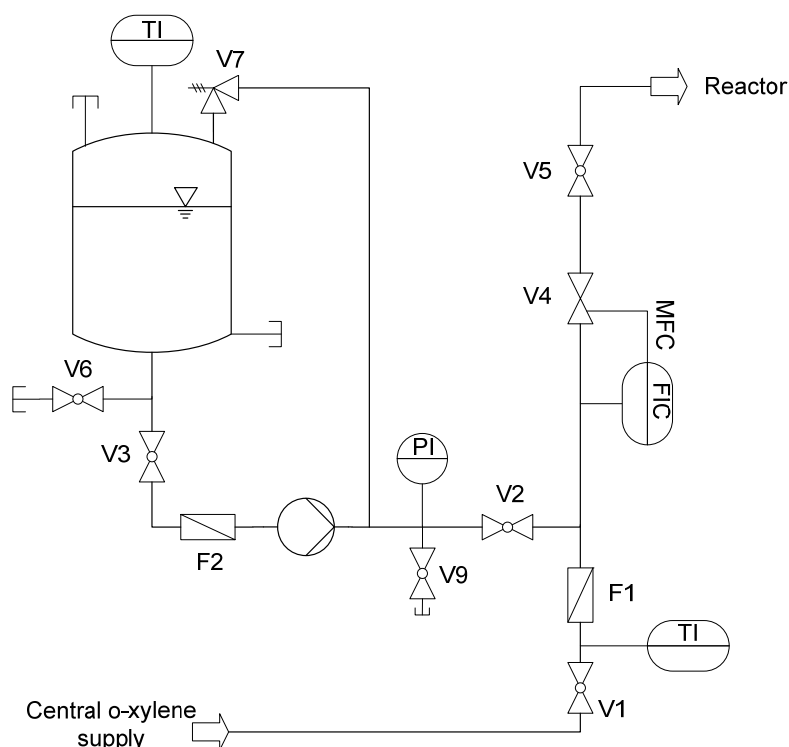 TI
V7
Reactor
V5
V4
MFC
FIC
V6
V3
PI
V2
F2
V9
F1
TI
V1
Central o-xylene
supply